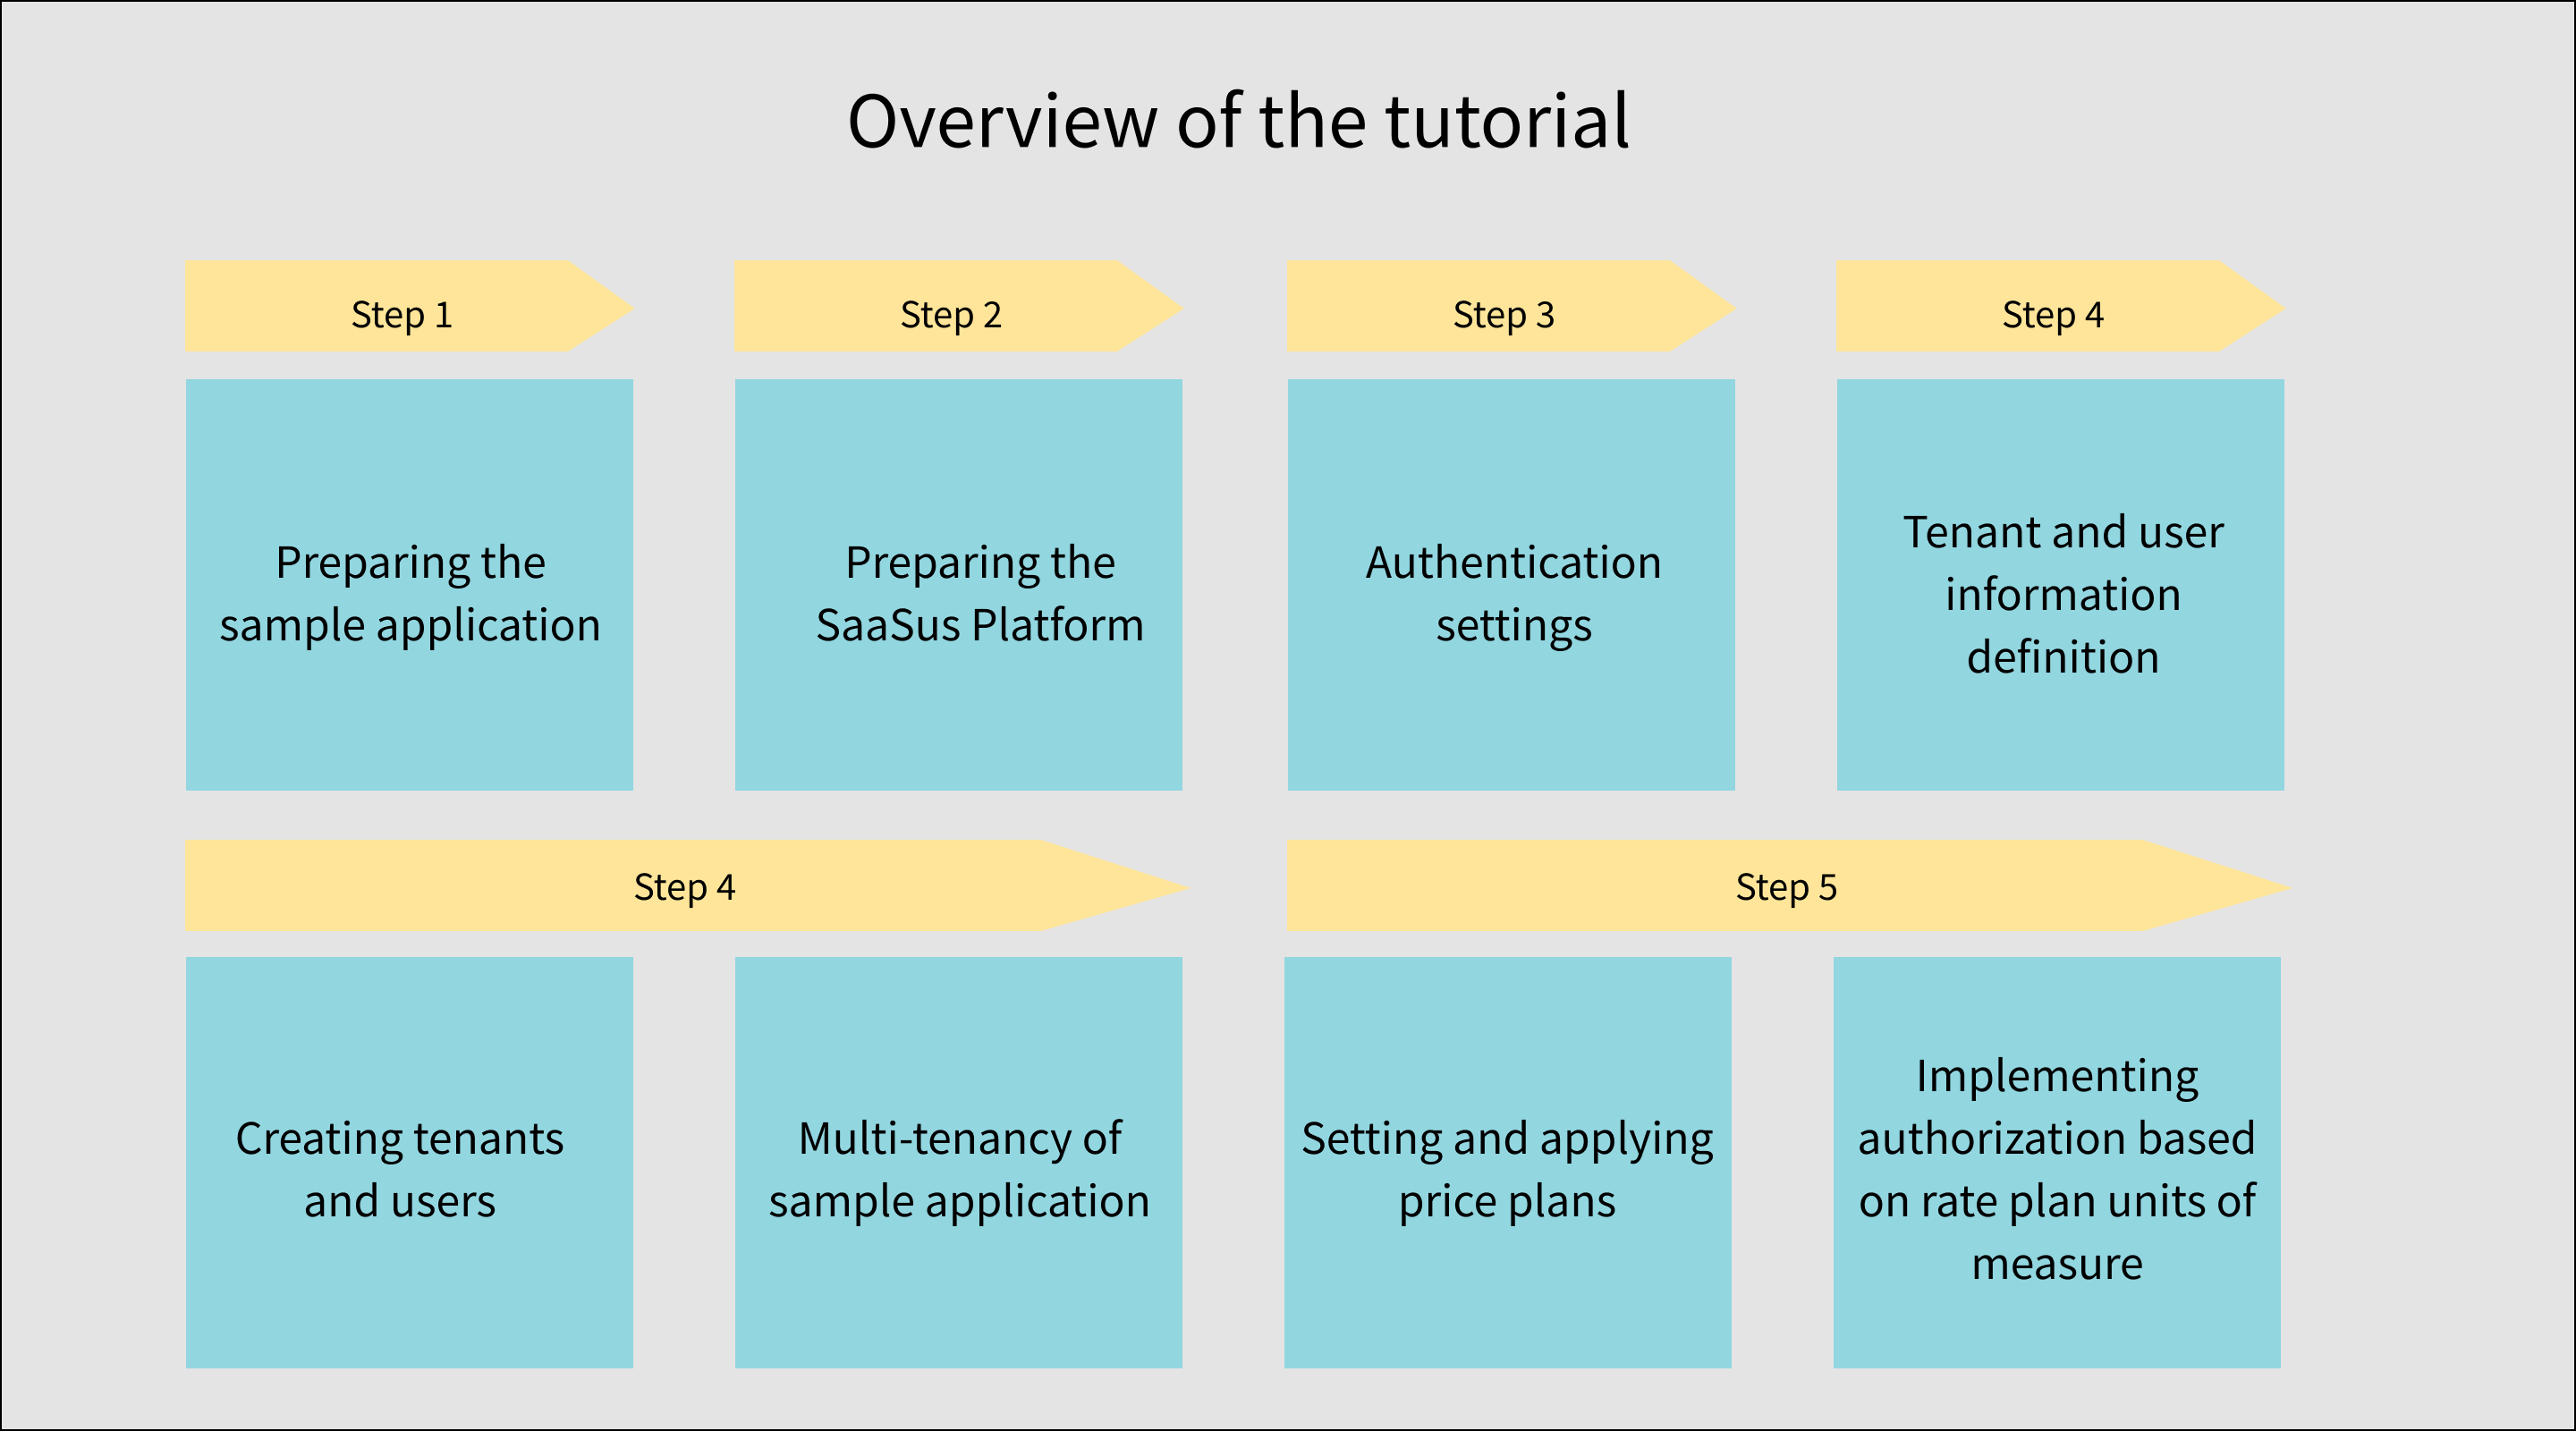 Overview of the tutorial
Step 1
Step 2
Step 3
Step 4
Preparing the
sample application
Preparing the
SaaSus Platform
Authentication
settings
Tenant and user
information
definition
Step 4
Step 5
Creating tenants
and users
Multi-tenancy of
sample application
Setting and applying
price plans
Implementing
authorization based
on rate plan units of
measure